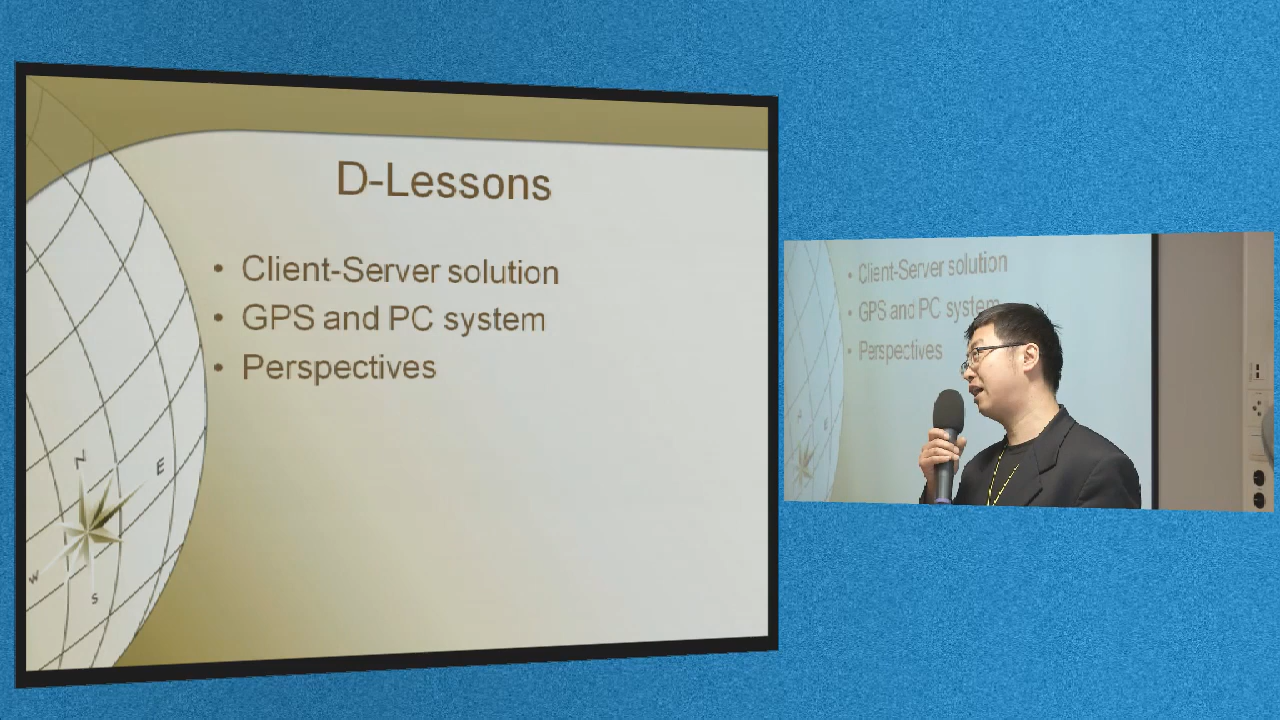 D-Lessons
• Client-Server solution
• GPS and PC system
• Perspectives
N
E
W
S
• Client-Server solution
• GPS and PC system
• Perspectives